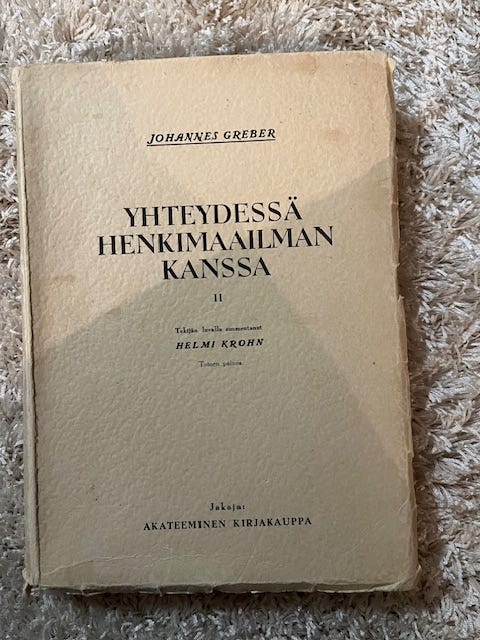 JOHANNES GREBER
YHTEYDESSÄ
HENKIMAAILMAN
KANSSA
II
Tekijän luvalla suomentanut
HELMI KROHN
Toinen painos.
Jakaja:
AKATEEMINEN KIRJAKAUPPA